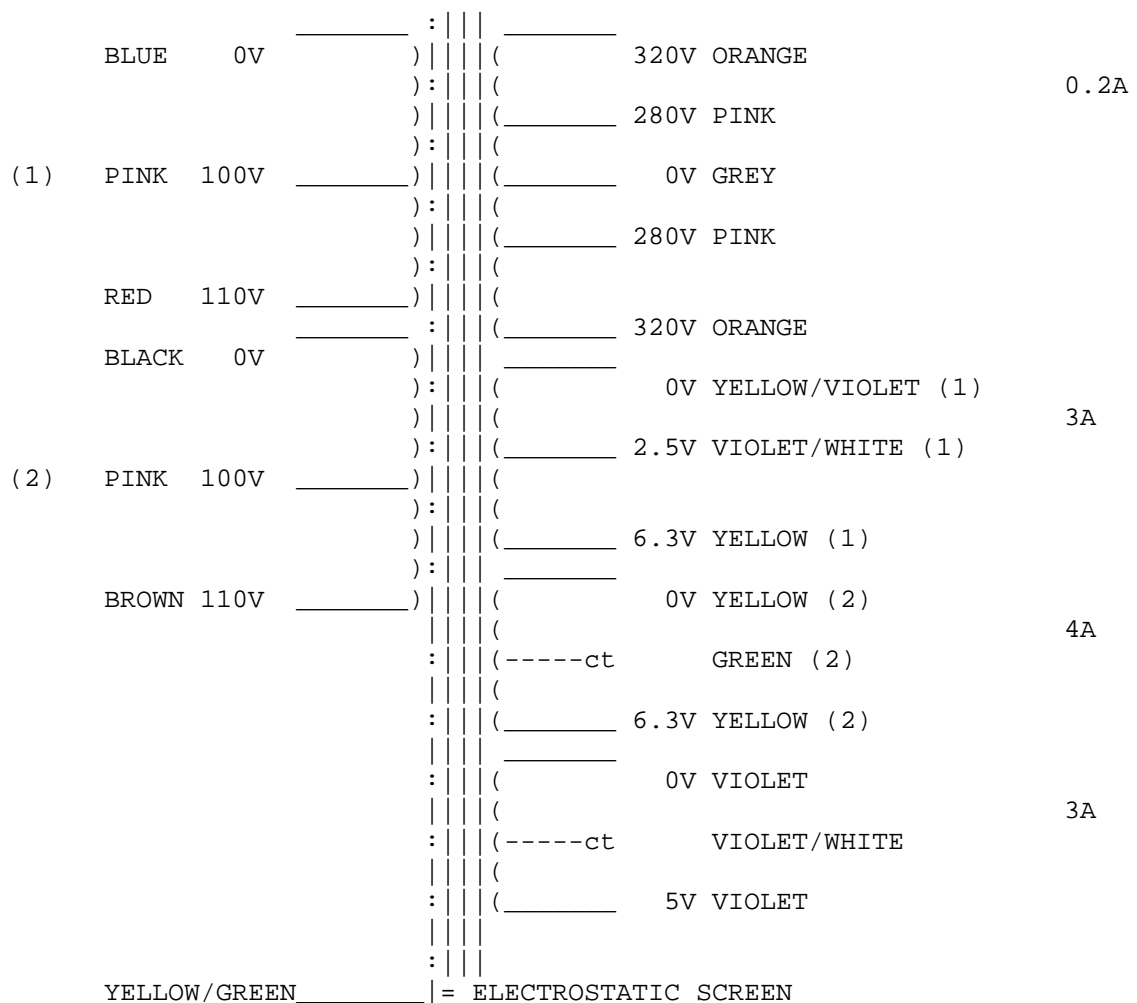 BLUE 0V 320V ORANGE
0.2A
280V PINK
(1) PINK 100V 0V GREY
280V PINK
RED 110V
320V ORANGE
BLACK 0V
0V YELLOW/VIOLET (1)
3A
2.5V VIOLET/WHITE (1)
(2) PINK 100V
6.3V YELLOW (1)
BROWN 110V 0V YELLOW (2)
4A
ct GREEN (2)
6.3V YELLOW (2)
0V VIOLET
3A
ct VIOLET/WHITE
5V VIOLET
YELLOW/GREEN = ELECTROSTATIC SCREEN